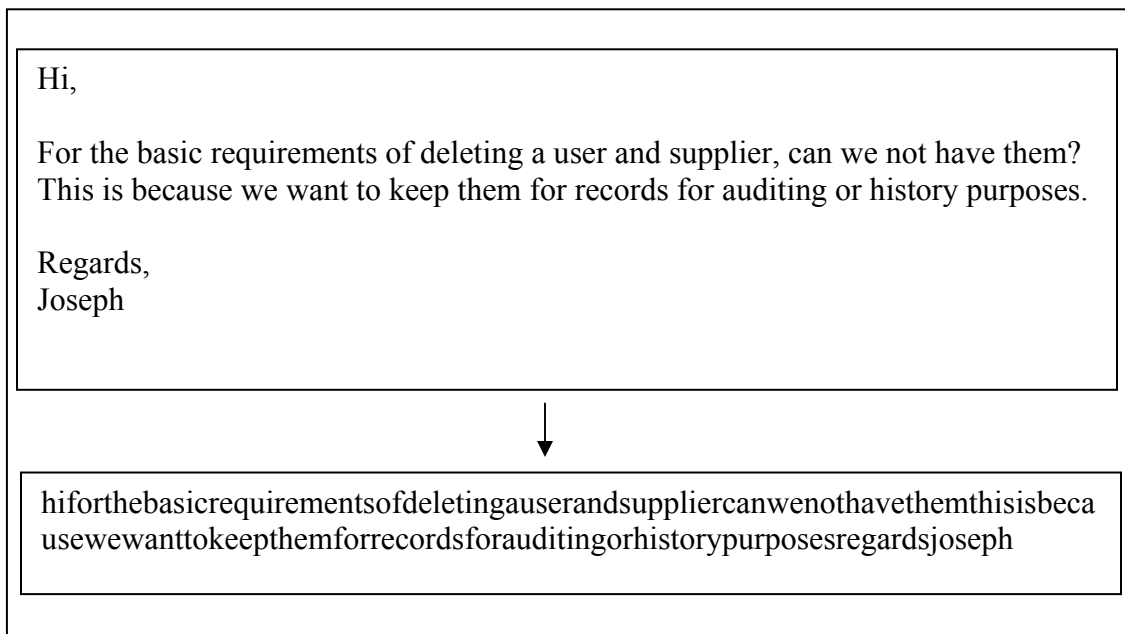 Hi,
For the basic requirements of deleting a user and supplier, can we not have them?
This is because we want to keep them for records for auditing or history purposes.
Regards,
Joseph
hiforthebasicrequirementsofdeletingauserandsuppliercanwenothavethemthisisbeca
usewewanttokeepthemforrecordsforauditingorhistorypurposesregardsjoseph